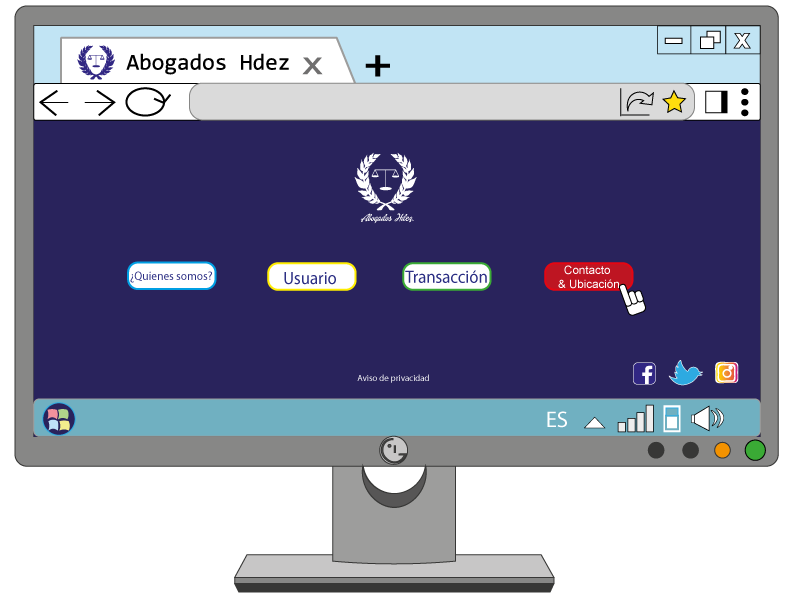 Abogados Hdez X
X
Abogados Hdez.
¿Quienes somos?
Usuario
Transacción
Contacto
& Ubicación
Aviso de privacidad
ES